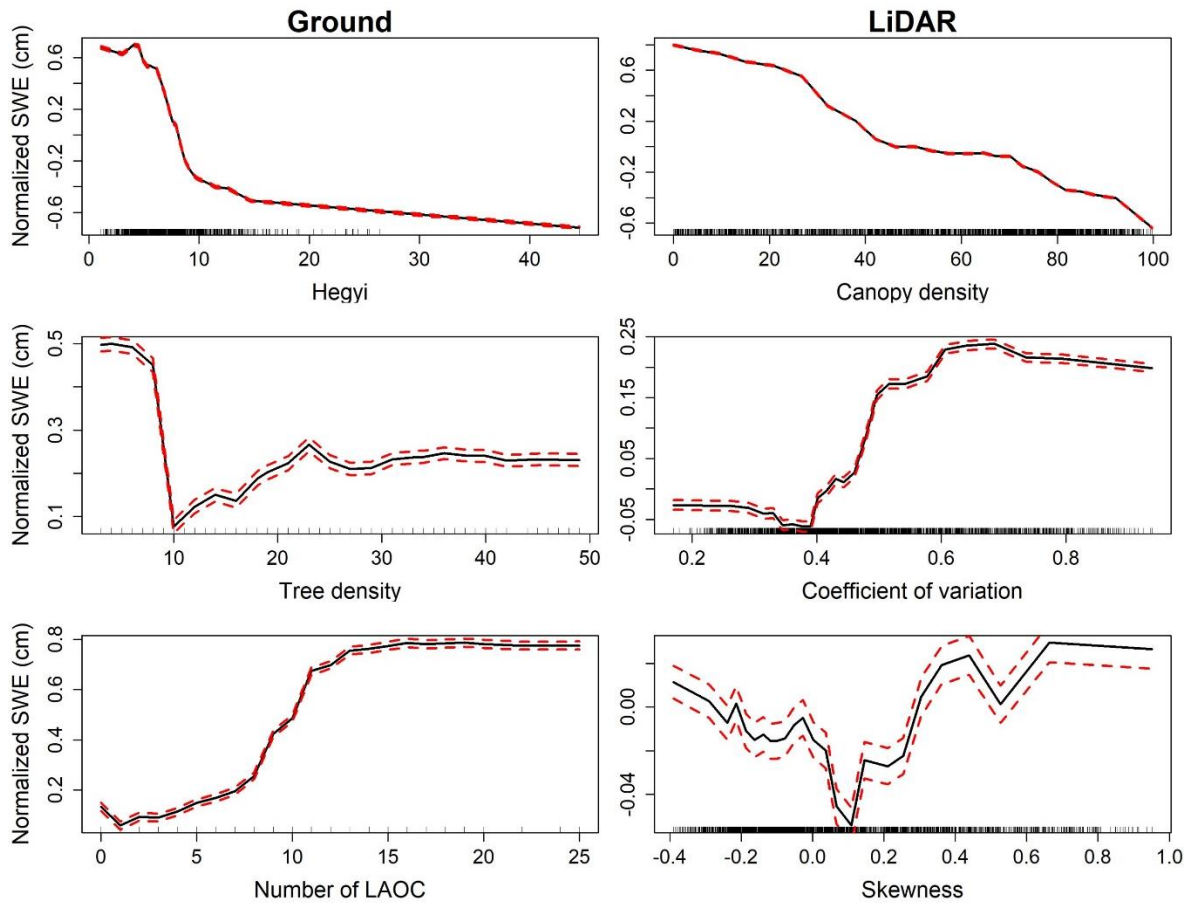 Ground
LiDAR
Normalized SWE (cm)
0.6
0.2
-0.2
-0.6
0 10 20 30 40
Hegyi
0.6
0.2
-0.2
-0.6
0 20 40 60 80 100
Canopy density
Normalized SWE (cm)
0.5
0.3
0.1
10 20 30 40 50
Tree density
0.25
0.15
0.05
-0.05
0.2 0.4 0.6 0.8
Coefficient of variation
Normalized SWE (cm)
0.8
0.6
0.4
0.2
0 5 10 15 20 25
Number of LAOC
0.00
-0.04
-0.4 -0.2 0.0 0.2 0.4 0.6 0.8 1.0
Skewness